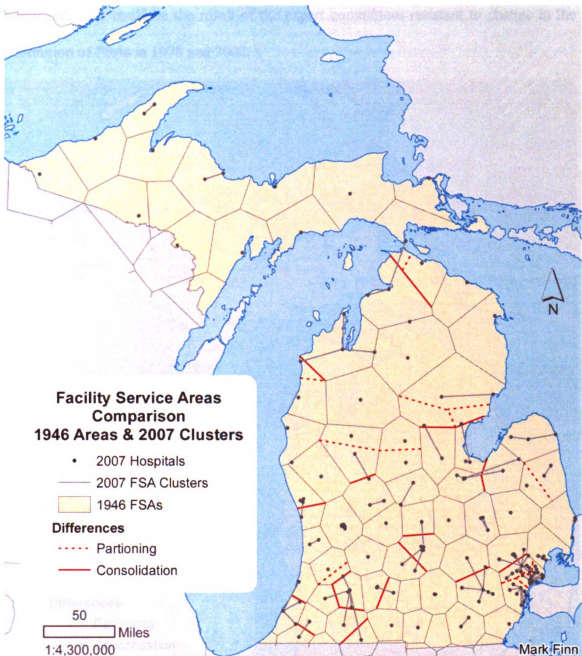 N
Facility Service Areas
Comparison
1946 Areas & 2007 Clusters
2007 Hospitals
2007 FSA Clusters
1946 FSAs
Differences
Partioning
Consolidation
50
Miles
1:4,300,000
Mark Finn